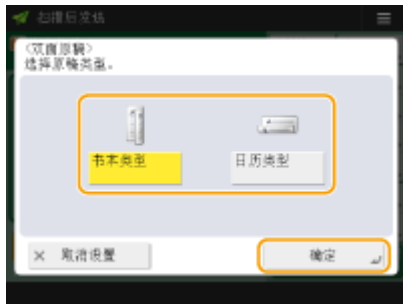 扫描后发送
<双面原稿>
选择原稿类型。
书本类型
日历类型
取消设置
确定